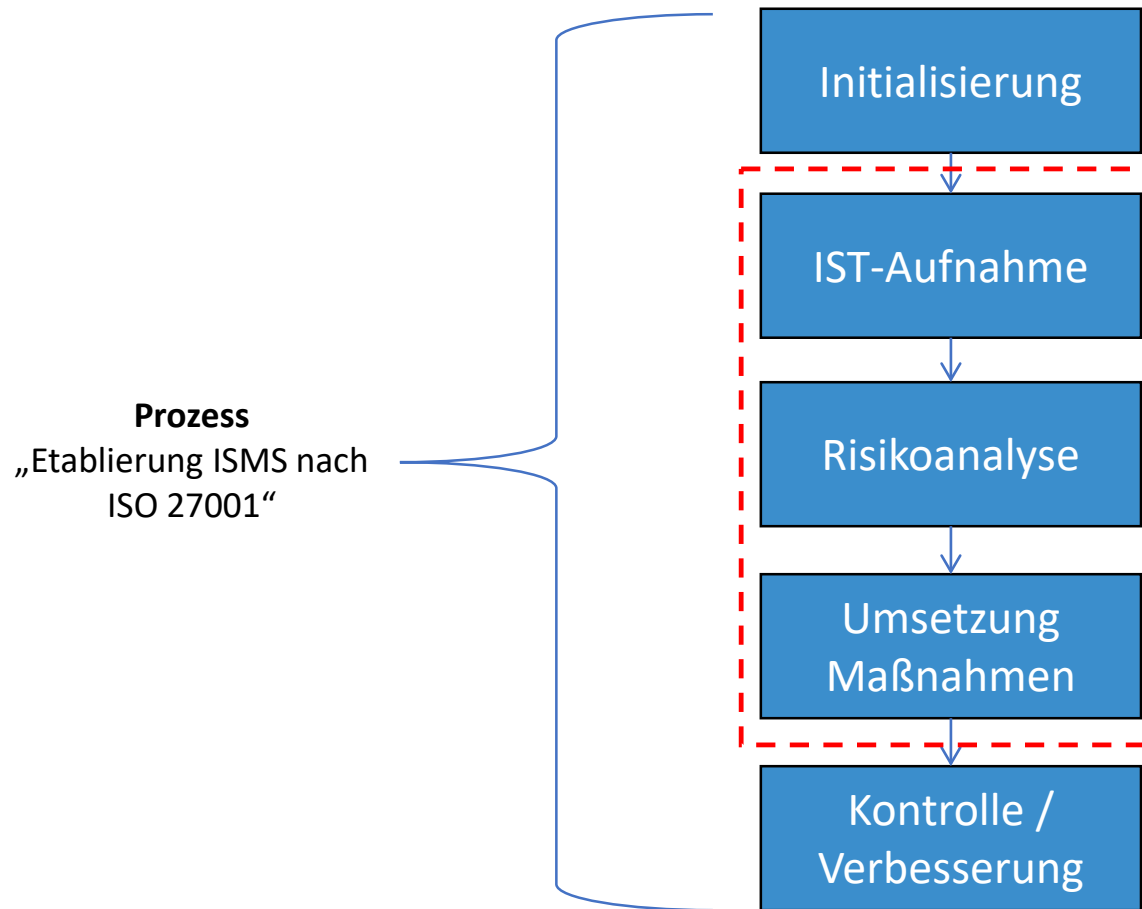 Initialisierung
IST-Aufnahme
Risikoanalyse
Prozess
„Etablierung ISMS nach
ISO 27001“
Umsetzung
Maßnahmen
Kontrolle /
Verbesserung